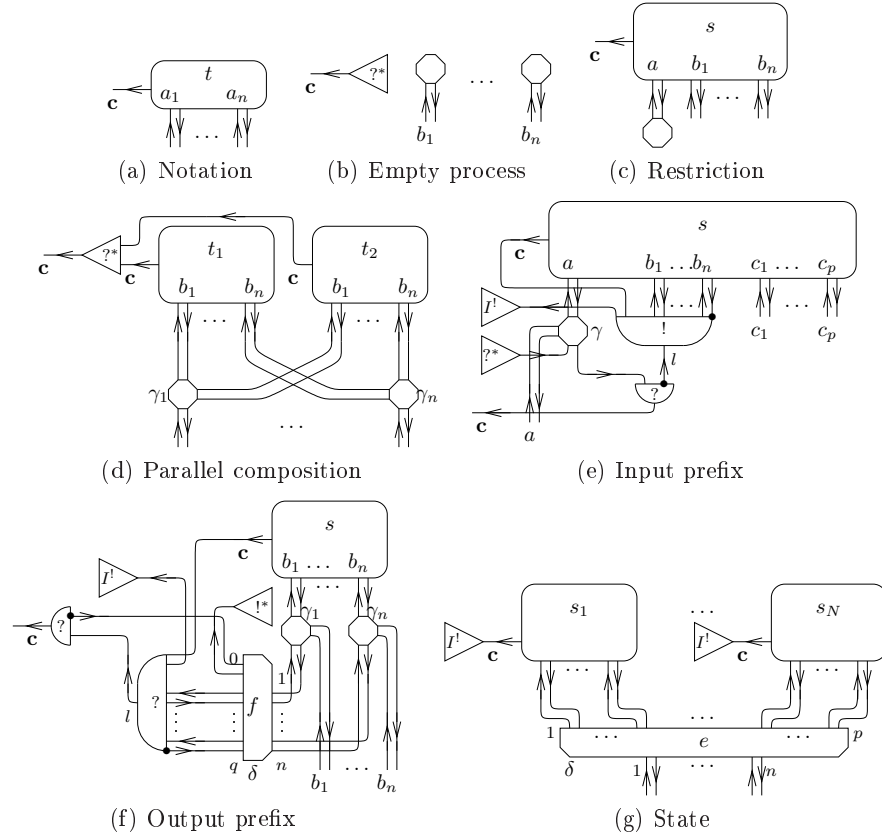 t
a₁ aₙ
c
. . .
(a) Notation
?*
c
. . .
b₁ bₙ
(b) Empty process
s
c
a b₁ bₙ
. . .
(c) Restriction
?*
c
t₁ t₂
c c
b₁ bₙ b₁ bₙ
. . . . . .
γ₁ γₙ
. . .
(d) Parallel composition
s
c
a b₁ . . . bₙ c₁ . . . cₚ
I! ! . . . . . .
γ c₁ cₚ
?* l
?
c a
(e) Input prefix
s
c
b₁ . . . bₙ
. . .
I! !*
γ₁ γₙ
? c
0
1
? f
l
. . . . . . . . .
q δ n
b₁ . . . bₙ
(f) Output prefix
s₁ . . . s_N
I! c I! c
. . . . . .
. . .
1 . . . . . . p
e
δ 1 . . . n
(g) State